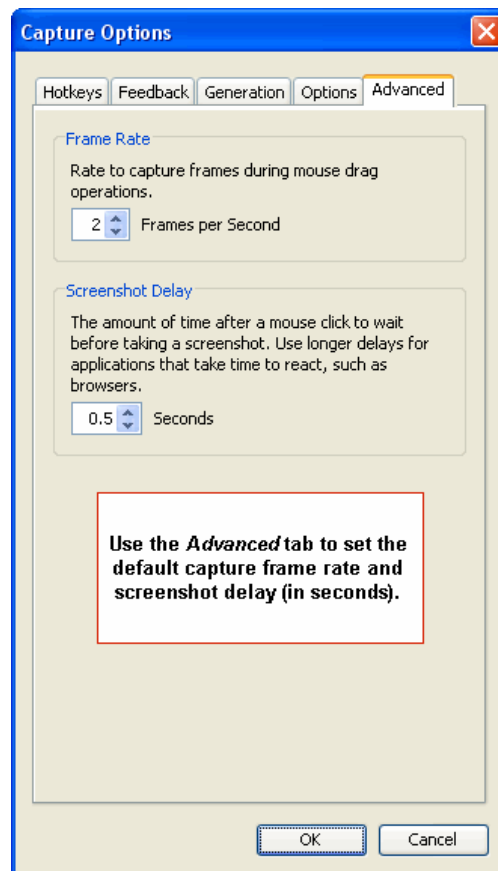 Capture Options
Hotkeys Feedback Generation Options Advanced
Frame Rate
Rate to capture frames during mouse drag
operations.
2 Frames per Second
Screenshot Delay
The amount of time after a mouse click to wait
before taking a screenshot. Use longer delays for
applications that take time to react, such as
browsers.
0.5 Seconds
Use the Advanced tab to set the
default capture frame rate and
screenshot delay (in seconds).
OK Cancel